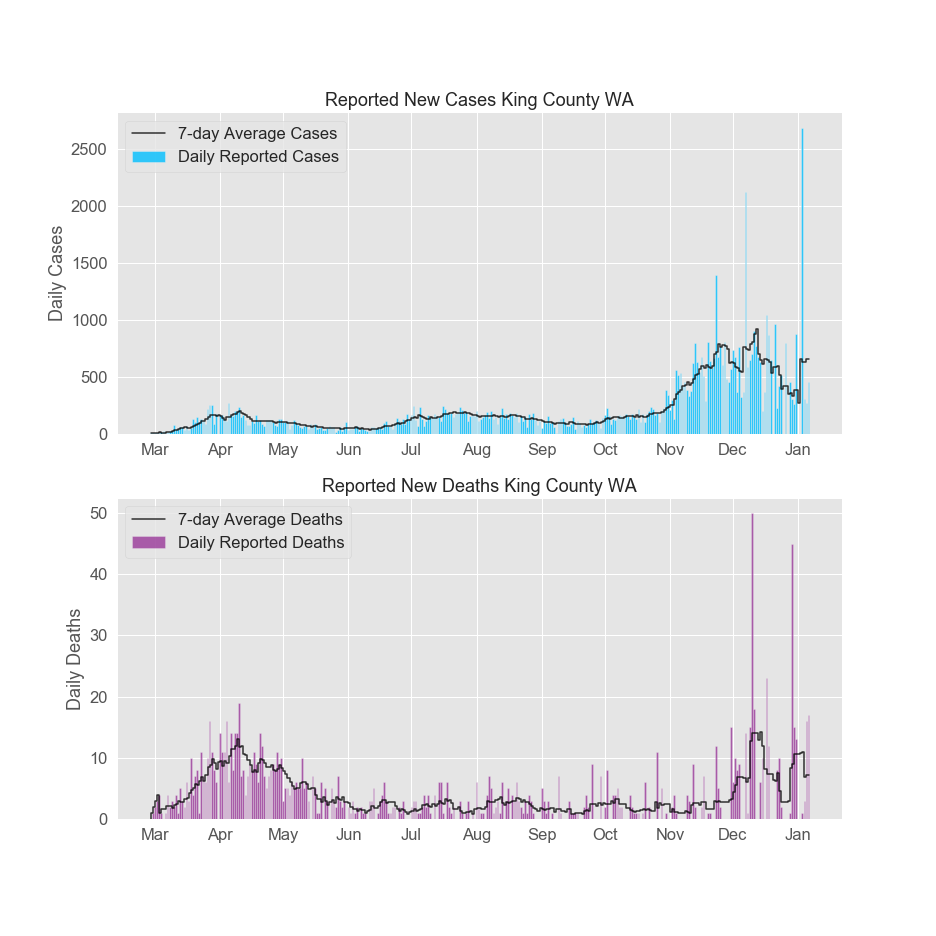 Reported New Cases King County WA
7-day Average Cases
Daily Reported Cases
2500
2000
1500
1000
500
0
Daily Cases
Mar Apr May Jun Jul Aug Sep Oct Nov Dec Jan
Reported New Deaths King County WA
7-day Average Deaths
Daily Reported Deaths
50
40
30
20
10
0
Daily Deaths
Mar Apr May Jun Jul Aug Sep Oct Nov Dec Jan